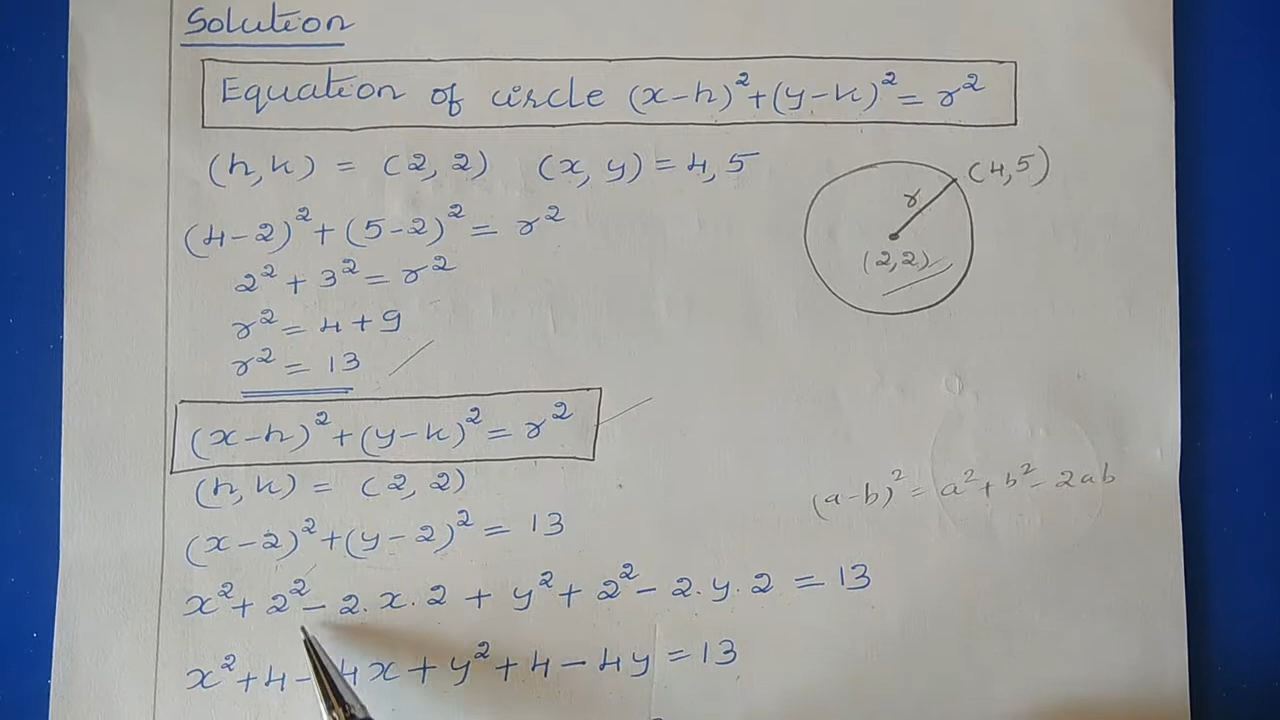 Solution
Equation of circle (x-h)²+(y-k)² = r²
(h, k) = (2, 2) (x, y) = 4, 5
(4-2)² + (5-2)² = r²
2² + 3² = r²
r² = 4 + 9
r² = 13
r
(4, 5)
(2, 2)
(x-h)² + (y-k)² = r²
(h, k) = (2, 2)
(a-b)² = a² + b² - 2ab
(x-2)² + (y-2)² = 13
x² + 2² - 2.x.2 + y² + 2² - 2.y.2 = 13
x² + 4 - 4x + y² + 4 - 4y = 13